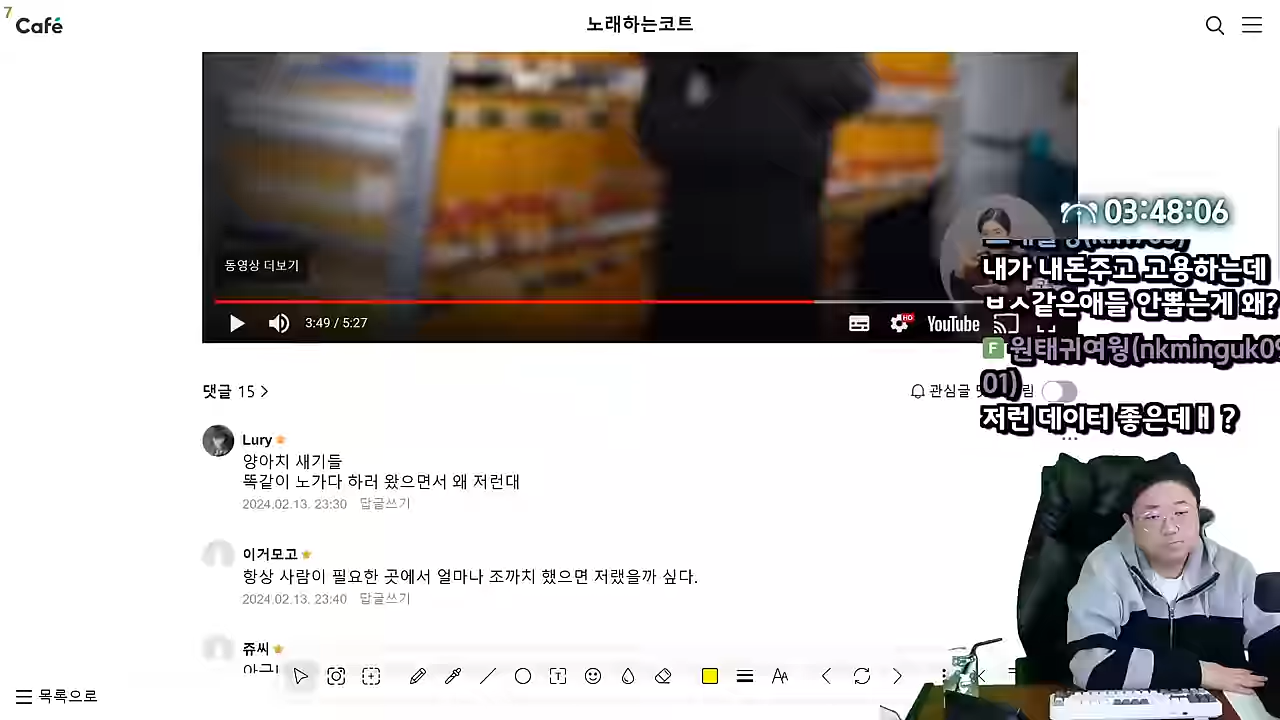 7
Café
노래하는코트
동영상 더보기
03:48:06
내가 내돈주고 고용하는데
ㅂㅅ같은애들 안뽑는게 왜?
3:49 / 5:27
HD
YouTube
F 원태귀여웡(nkminguk09
01)
저런 데이터 좋은데ㅐ ?
댓글 15
관심글
Lury
양아치 새기들
똑같이 노가다 하러 왔으면서 왜 저런대
2024.02.13. 23:30 답글쓰기
이거모고
항상 사람이 필요한 곳에서 얼마나 조까치 했으면 저랬을까 싶다.
2024.02.13. 23:40 답글쓰기
쥬씨
목록으로